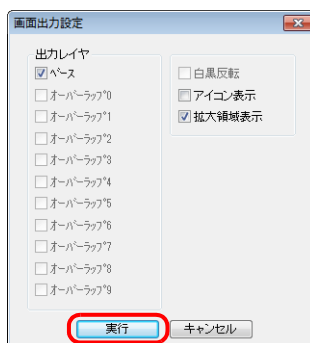 画面出力設定
出力レイヤ
ﾍﾞｰｽ
ｵｰﾊﾞｰﾗｯﾌﾟ0
ｵｰﾊﾞｰﾗｯﾌﾟ1
ｵｰﾊﾞｰﾗｯﾌﾟ2
ｵｰﾊﾞｰﾗｯﾌﾟ3
ｵｰﾊﾞｰﾗｯﾌﾟ4
ｵｰﾊﾞｰﾗｯﾌﾟ5
ｵｰﾊﾞｰﾗｯﾌﾟ6
ｵｰﾊﾞｰﾗｯﾌﾟ7
ｵｰﾊﾞｰﾗｯﾌﾟ8
ｵｰﾊﾞｰﾗｯﾌﾟ9
白黒反転
アイコン表示
拡大領域表示
実行
キャンセル